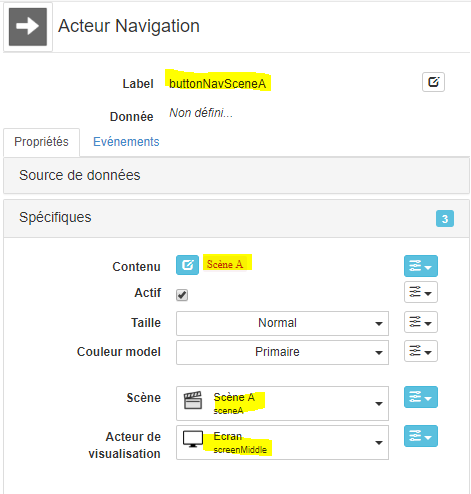 Acteur Navigation
Label buttonNavSceneA
Donnée Non défini...
Propriétés Evénements
Source de données
Spécifiques 3
Contenu Scène A
Actif
Taille Normal
Couleur model Primaire
Scène Scène A
sceneA
Acteur de visualisation Ecran
screenMiddle